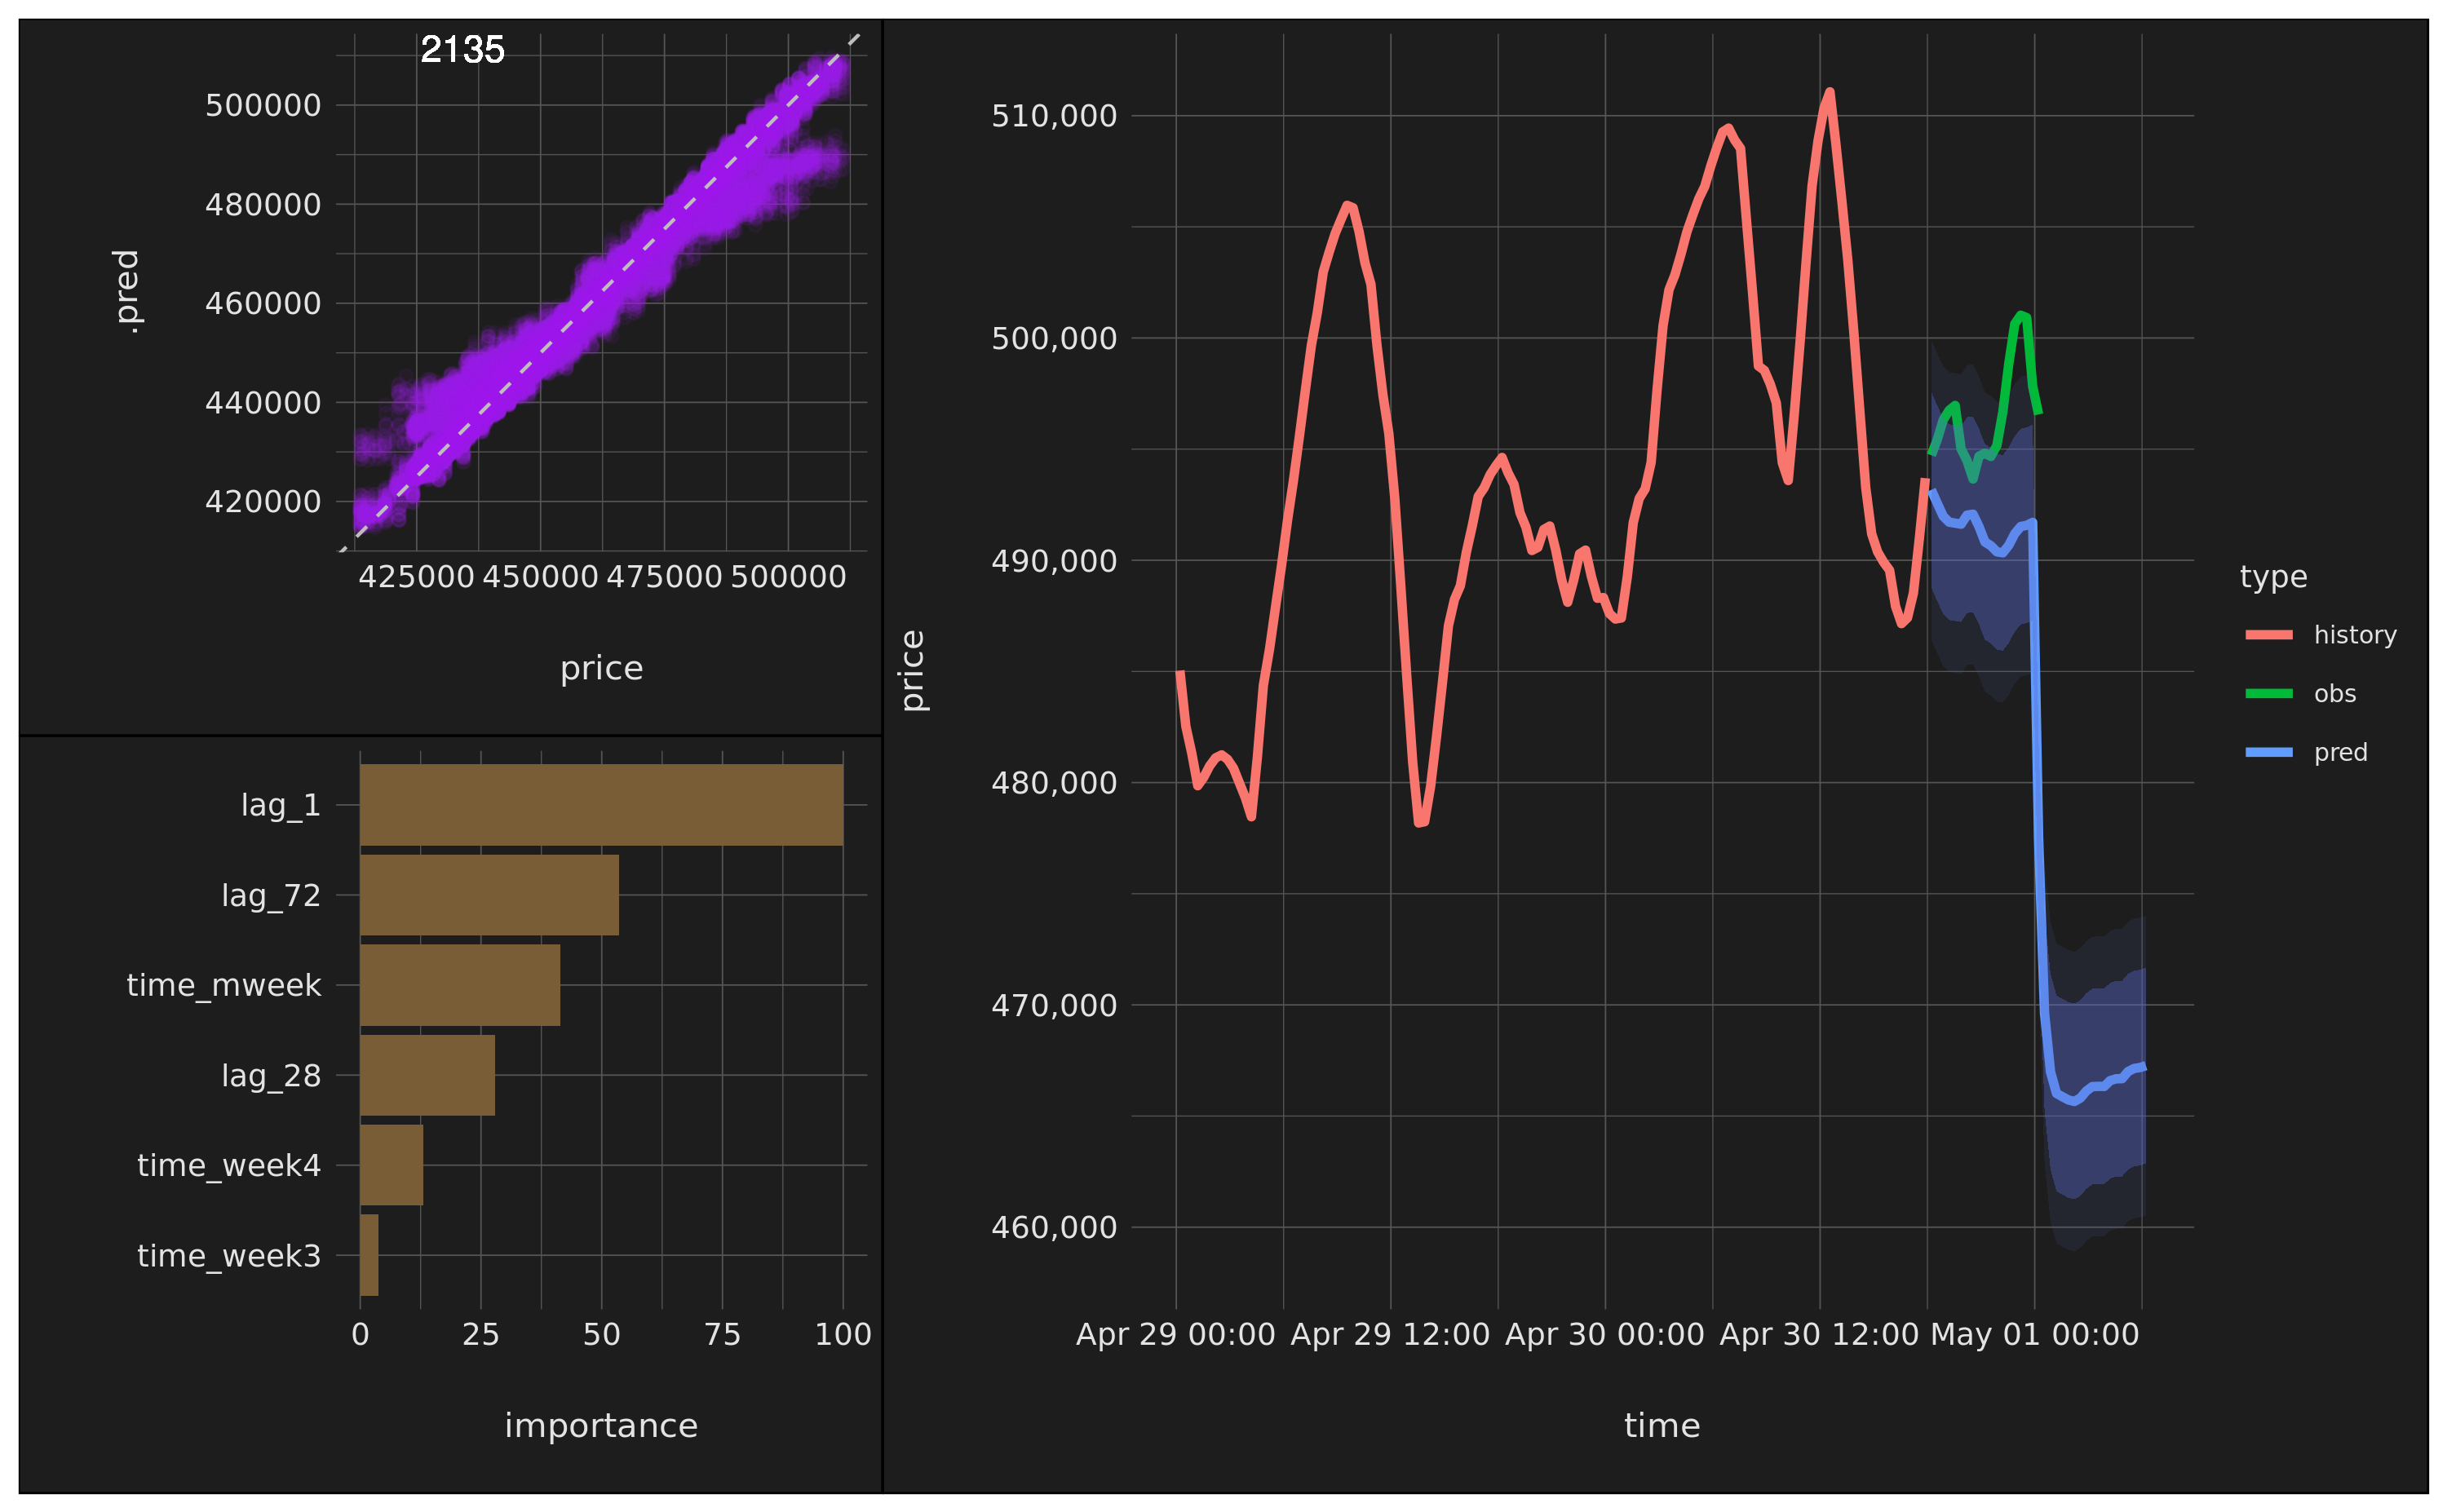 2135
500000
480000
460000
440000
420000
.pred
425000 450000 475000 500000
price
lag_1
lag_72
time_mweek
lag_28
time_week4
time_week3
0 25 50 75 100
importance
510,000
500,000
490,000
480,000
470,000
460,000
price
Apr 29 00:00 Apr 29 12:00 Apr 30 00:00 Apr 30 12:00 May 01 00:00
time
type
history
obs
pred